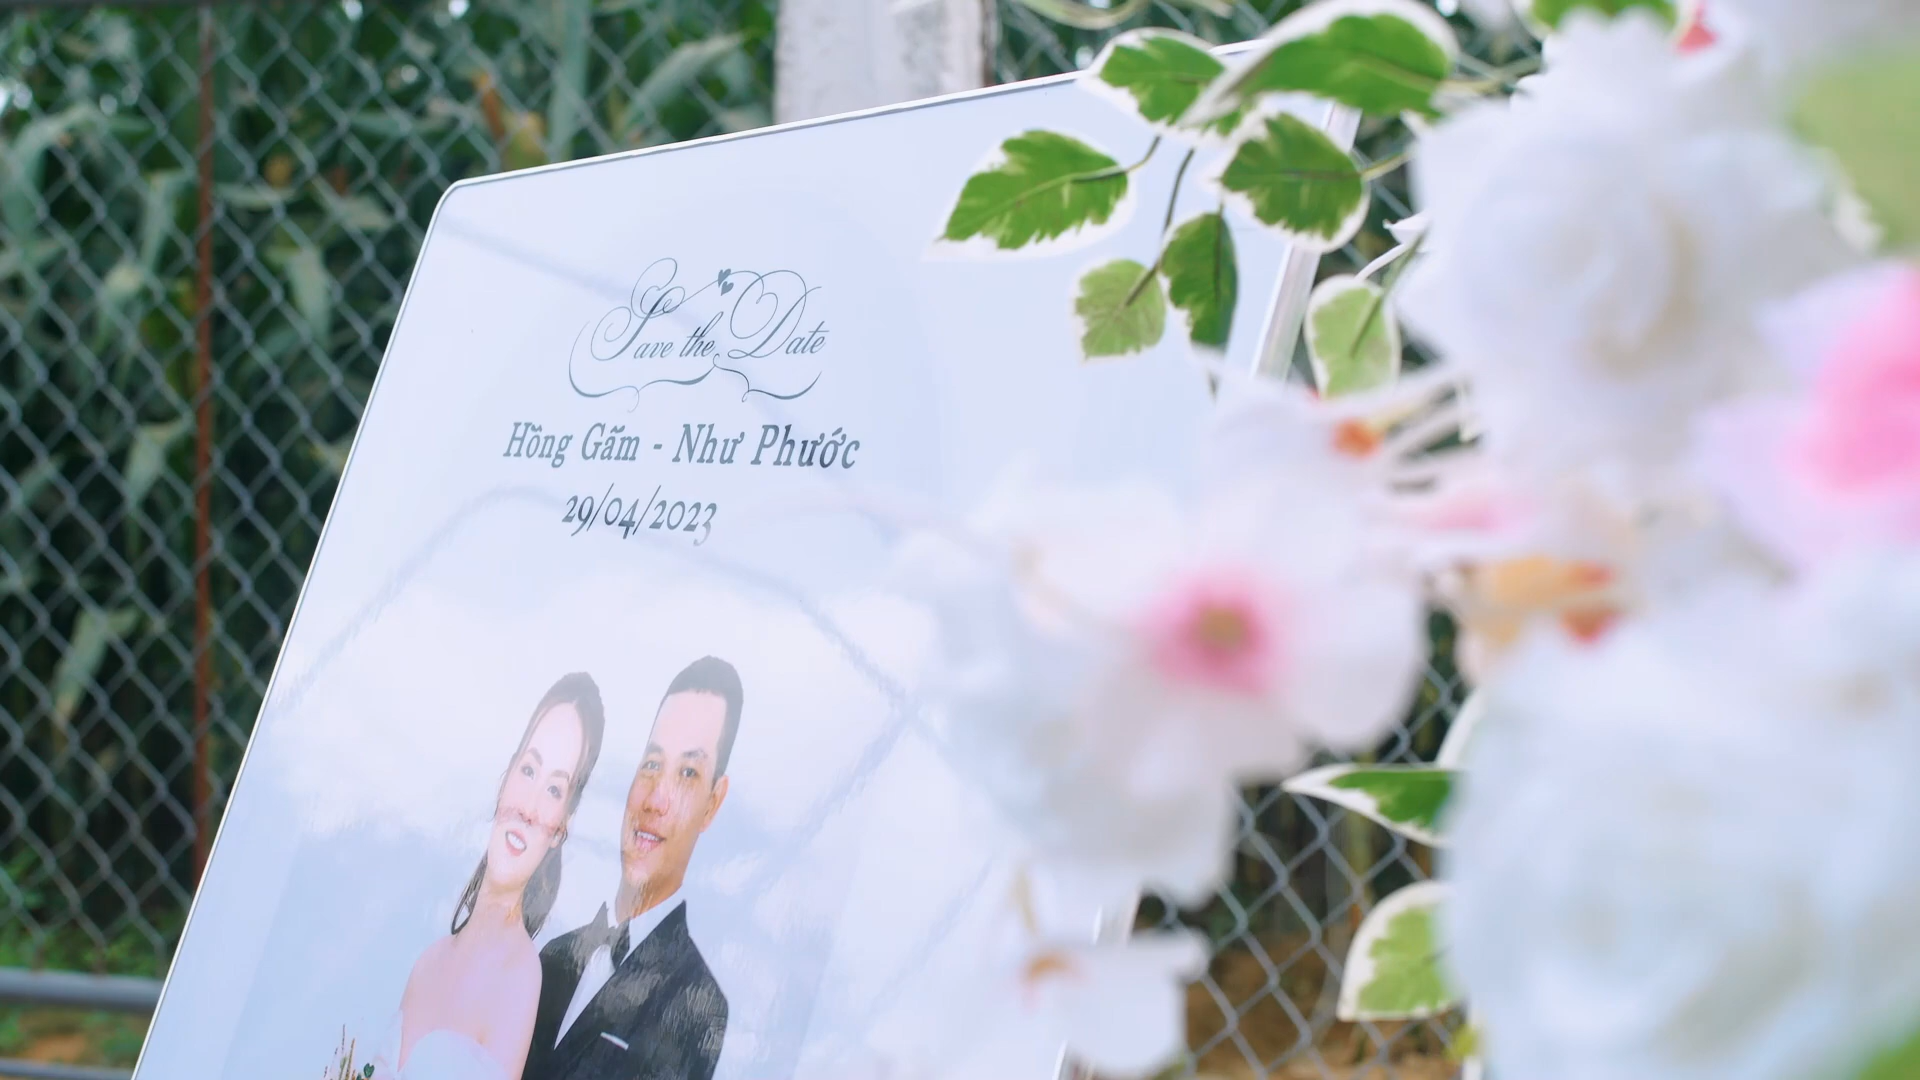 Save the Date
Hồng Gấm - Như Phước
29/04/2023